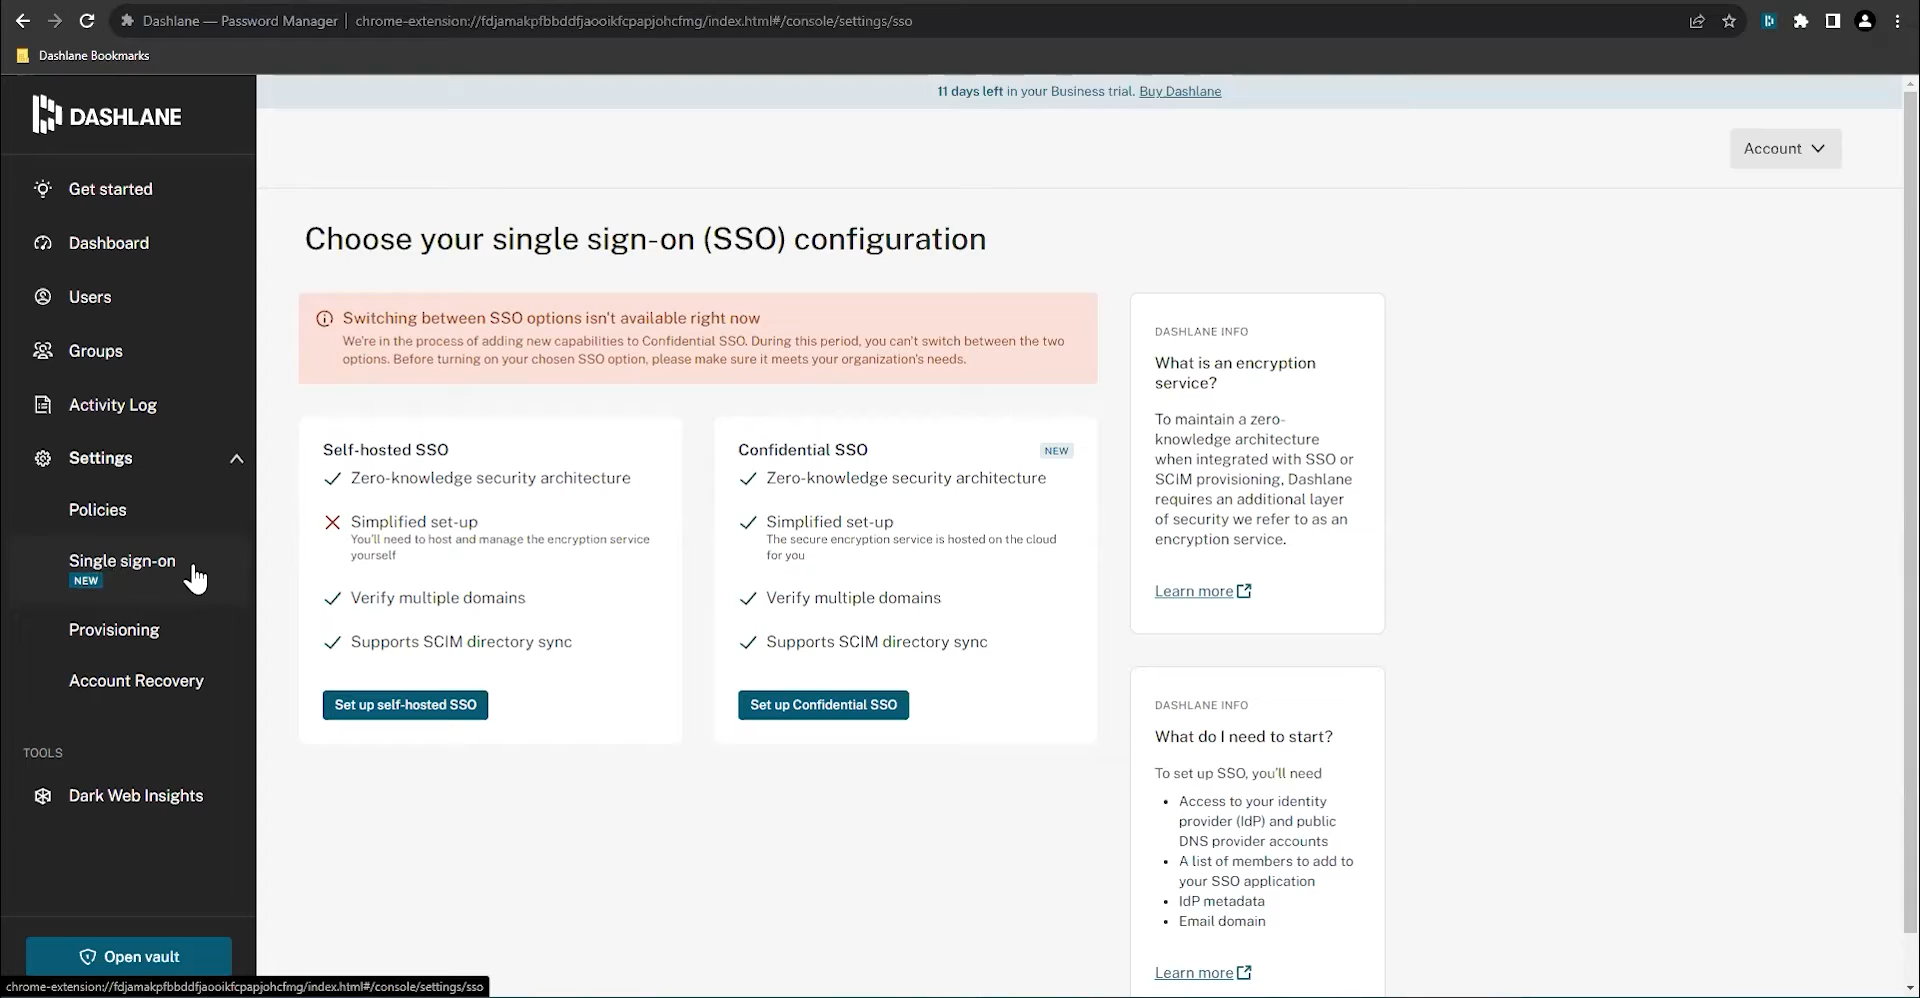 Dashlane — Password Manager | chrome-extension://fdjamakpfbbddfjaooikfcpapjohcfmg/index.html#/console/settings/sso
Dashlane Bookmarks
DASHLANE
Get started
Dashboard
Users
Groups
Activity Log
Settings
Policies
Single sign-on
NEW
Provisioning
Account Recovery
TOOLS
Dark Web Insights
Open vault
11 days left in your Business trial. Buy Dashlane
Account
Choose your single sign-on (SSO) configuration
Switching between SSO options isn't available right now
We're in the process of adding new capabilities to Confidential SSO. During this period, you can't switch between the two
options. Before turning on your chosen SSO option, please make sure it meets your organization's needs.
Self-hosted SSO
Zero-knowledge security architecture
Simplified set-up
You'll need to host and manage the encryption service
yourself
Verify multiple domains
Supports SCIM directory sync
Set up self-hosted SSO
Confidential SSO
NEW
Zero-knowledge security architecture
Simplified set-up
The secure encryption service is hosted on the cloud
for you
Verify multiple domains
Supports SCIM directory sync
Set up Confidential SSO
DASHLANE INFO
What is an encryption
service?
To maintain a zero-
knowledge architecture
when integrated with SSO or
SCIM provisioning, Dashlane
requires an additional layer
of security we refer to as an
encryption service.
Learn more
DASHLANE INFO
What do I need to start?
To set up SSO, you'll need
• Access to your identity
provider (IdP) and public
DNS provider accounts
• A list of members to add to
your SSO application
• IdP metadata
• Email domain
Learn more
chrome-extension://fdjamakpfbbddfjaooikfcpapjohcfmg/index.html#/console/settings/sso